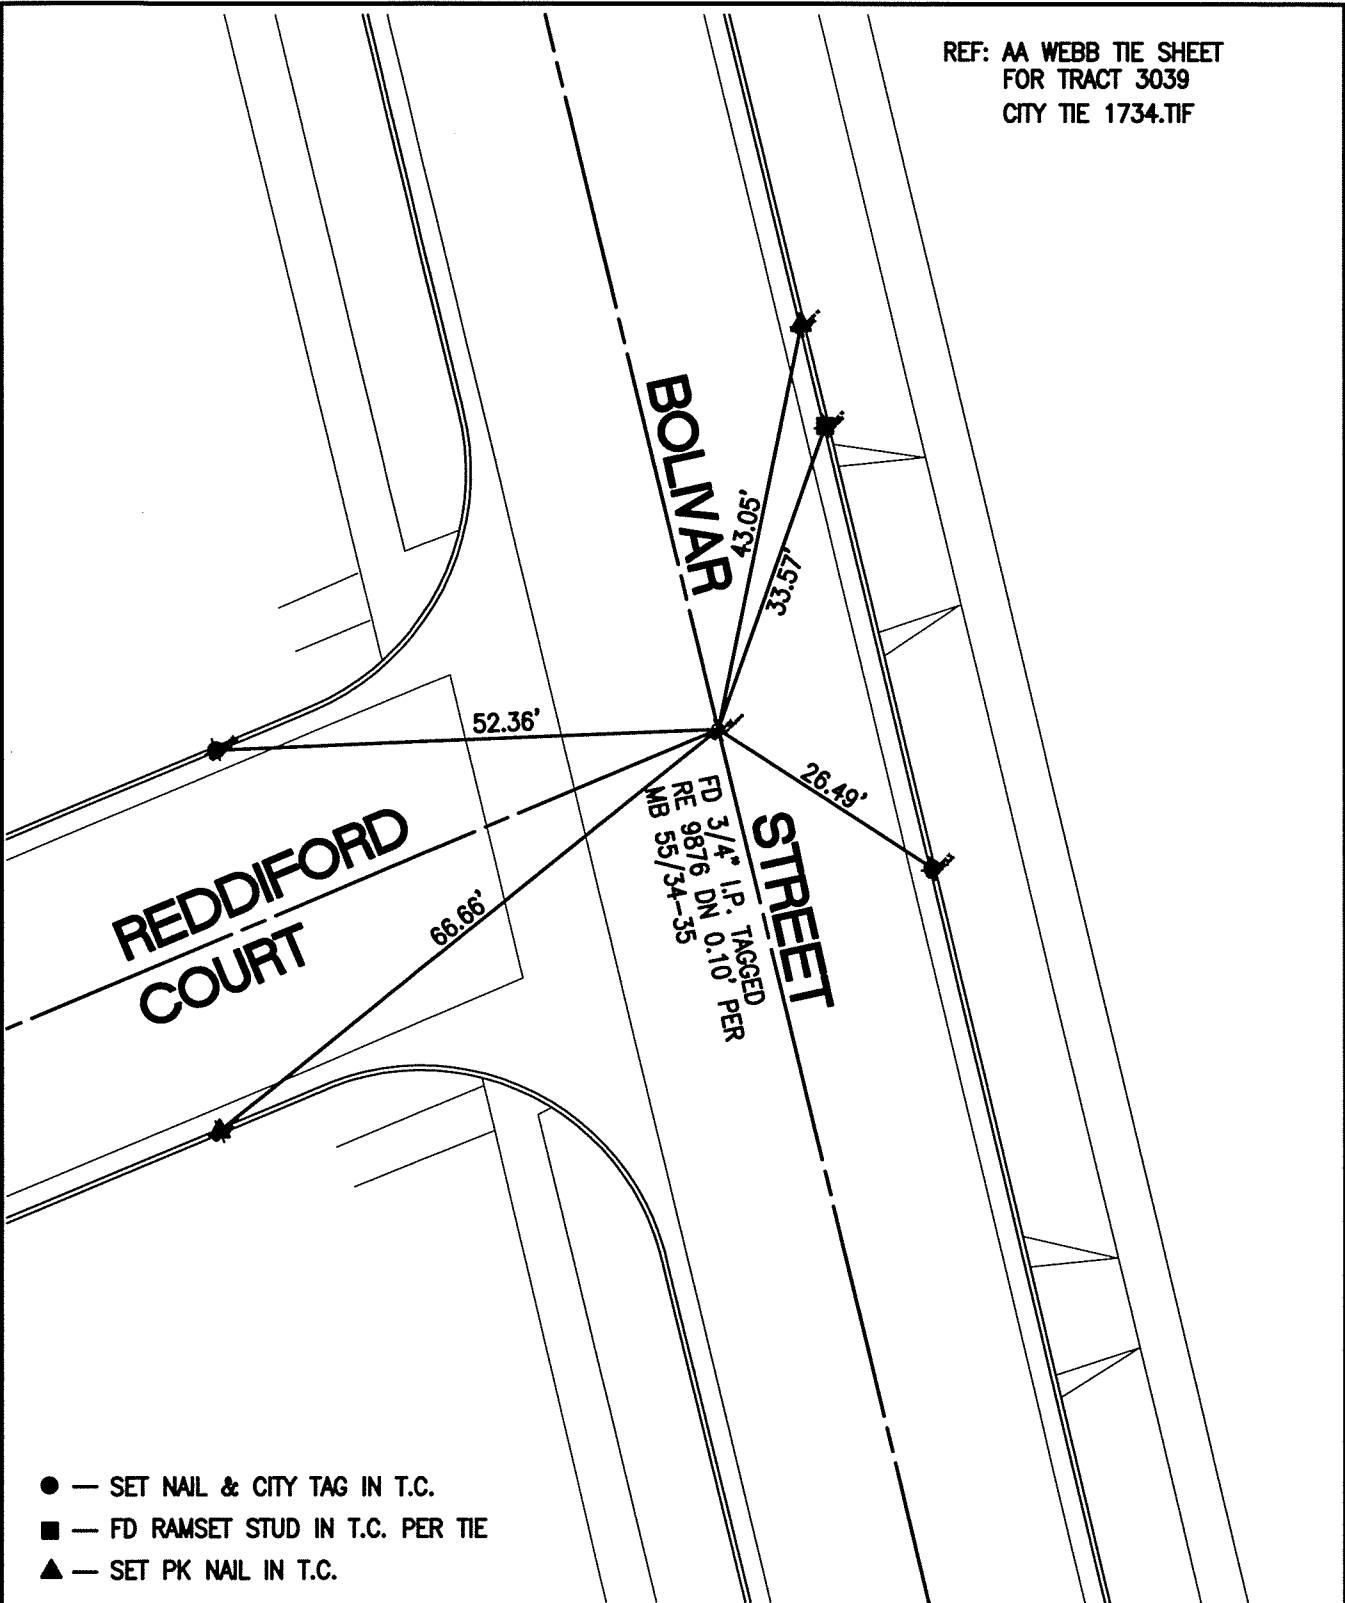 REF: AA WEBB TIE SHEET
FOR TRACT 3039
CITY TIE 1734.TIF
BOLIVAR
STREET
43.05'
33.57'
52.36'
26.49'
66.66'
FD 3/4" I.P. TAGGED
RE 9876 DN 0.10' PER
MB 55/34-35
REDDIFORD
COURT
● — SET NAIL & CITY TAG IN T.C.
■ — FD RAMSET STUD IN T.C. PER TIE
▲ — SET PK NAIL IN T.C.